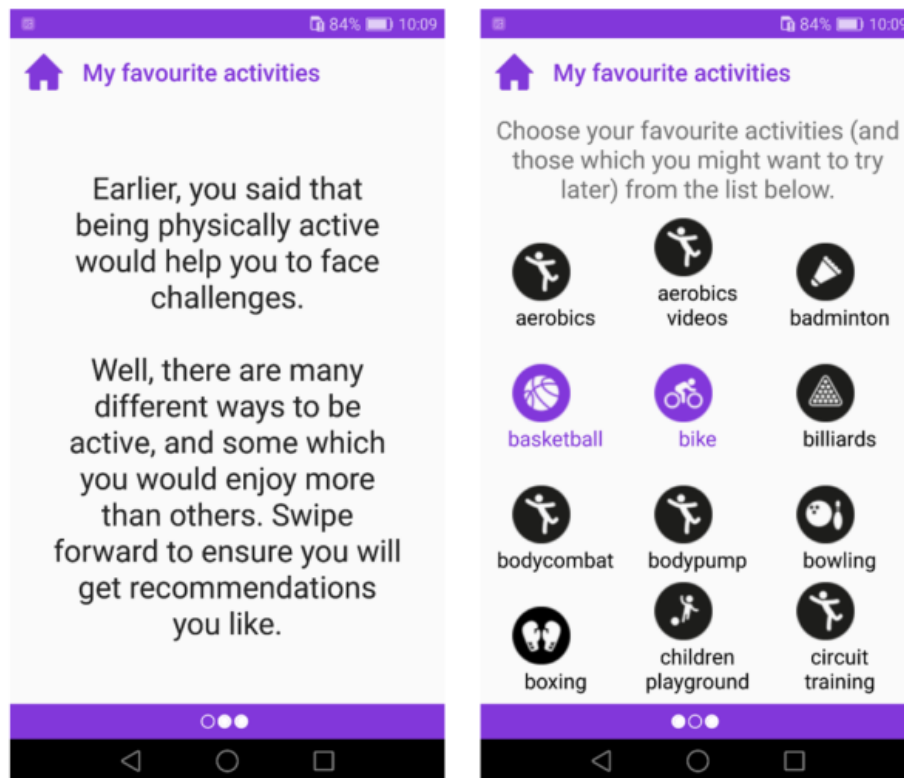 84% 10:09
My favourite activities
Earlier, you said that
being physically active
would help you to face
challenges.
Well, there are many
different ways to be
active, and some which
you would enjoy more
than others. Swipe
forward to ensure you will
get recommendations
you like.
84% 10:09
My favourite activities
Choose your favourite activities (and
those which you might want to try
later) from the list below.
aerobics
aerobics
videos
badminton
basketball
bike
billiards
bodycombat
bodypump
bowling
boxing
children
playground
circuit
training